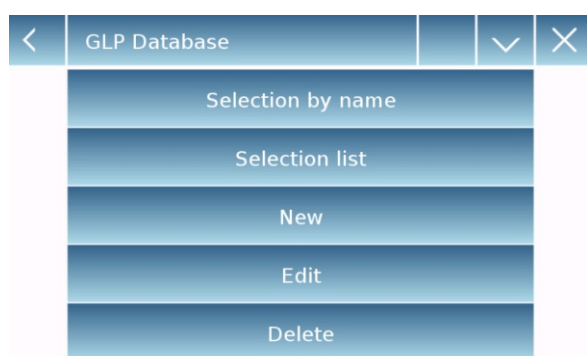 GLP Database
Selection by name
Selection list
New
Edit
Delete